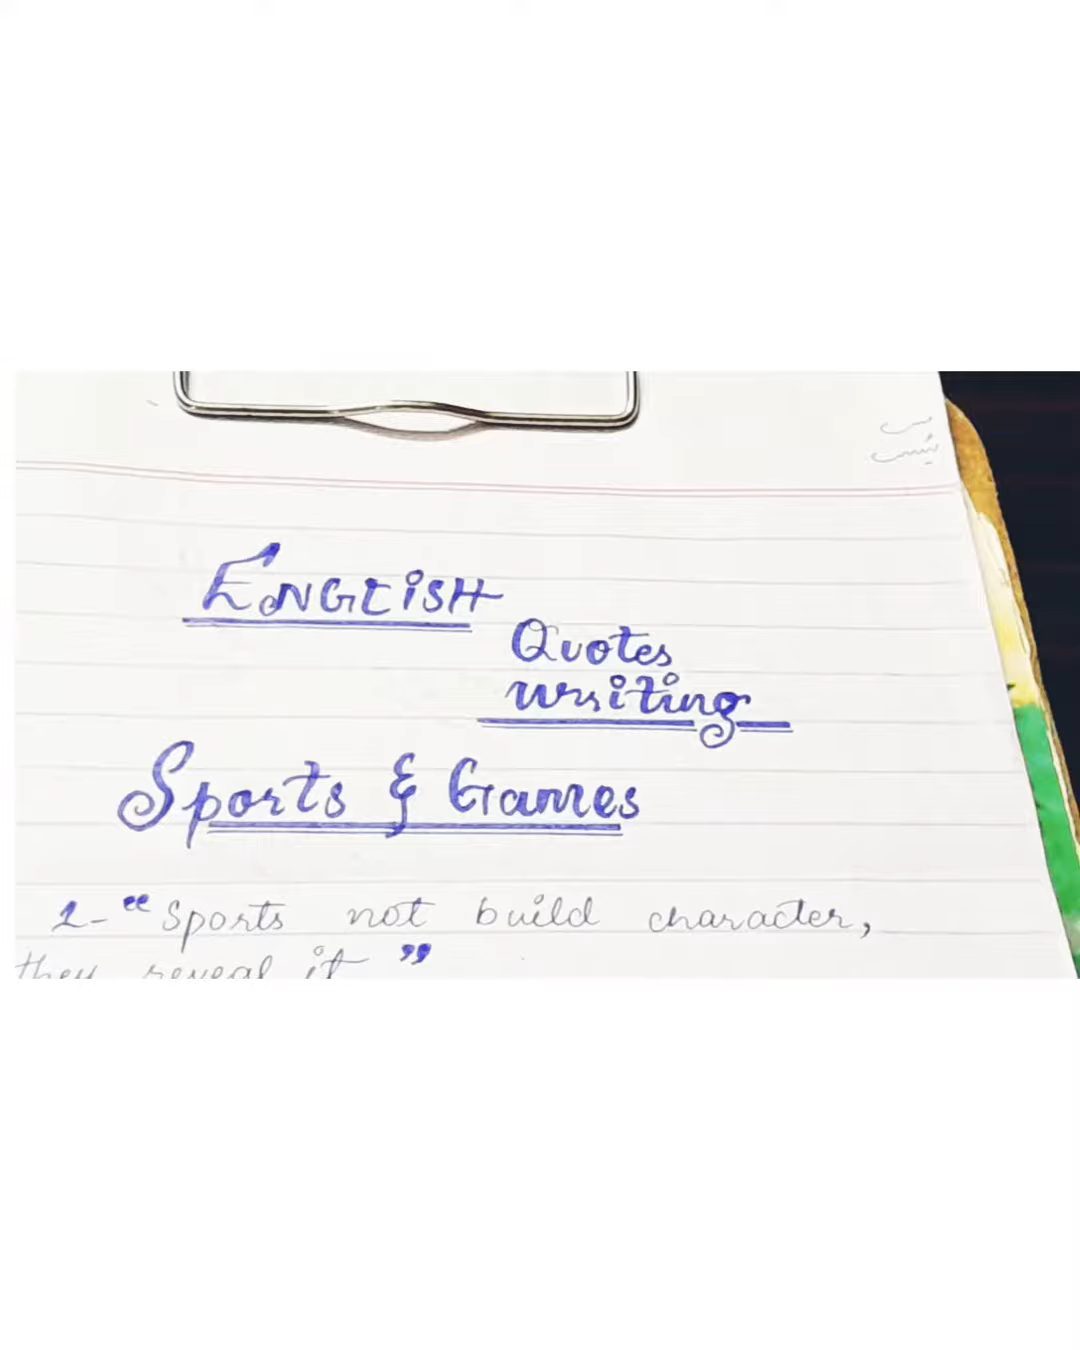 ENGLISH
Quotes
writing
Sports & Games
1- “Sports not build character,
they reveal it”